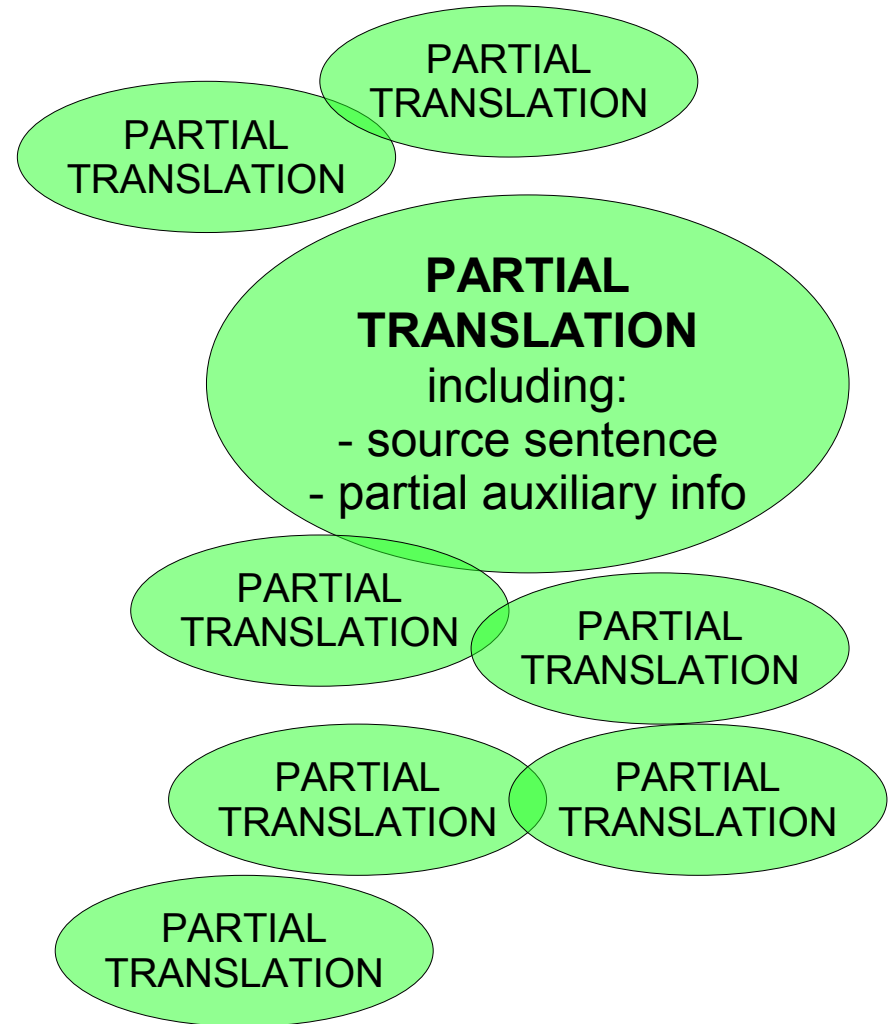 PARTIAL
TRANSLATION
PARTIAL
TRANSLATION
PARTIAL
TRANSLATION
including:
- source sentence
- partial auxiliary info
PARTIAL
TRANSLATION
PARTIAL
TRANSLATION
PARTIAL
TRANSLATION
PARTIAL
TRANSLATION
PARTIAL
TRANSLATION